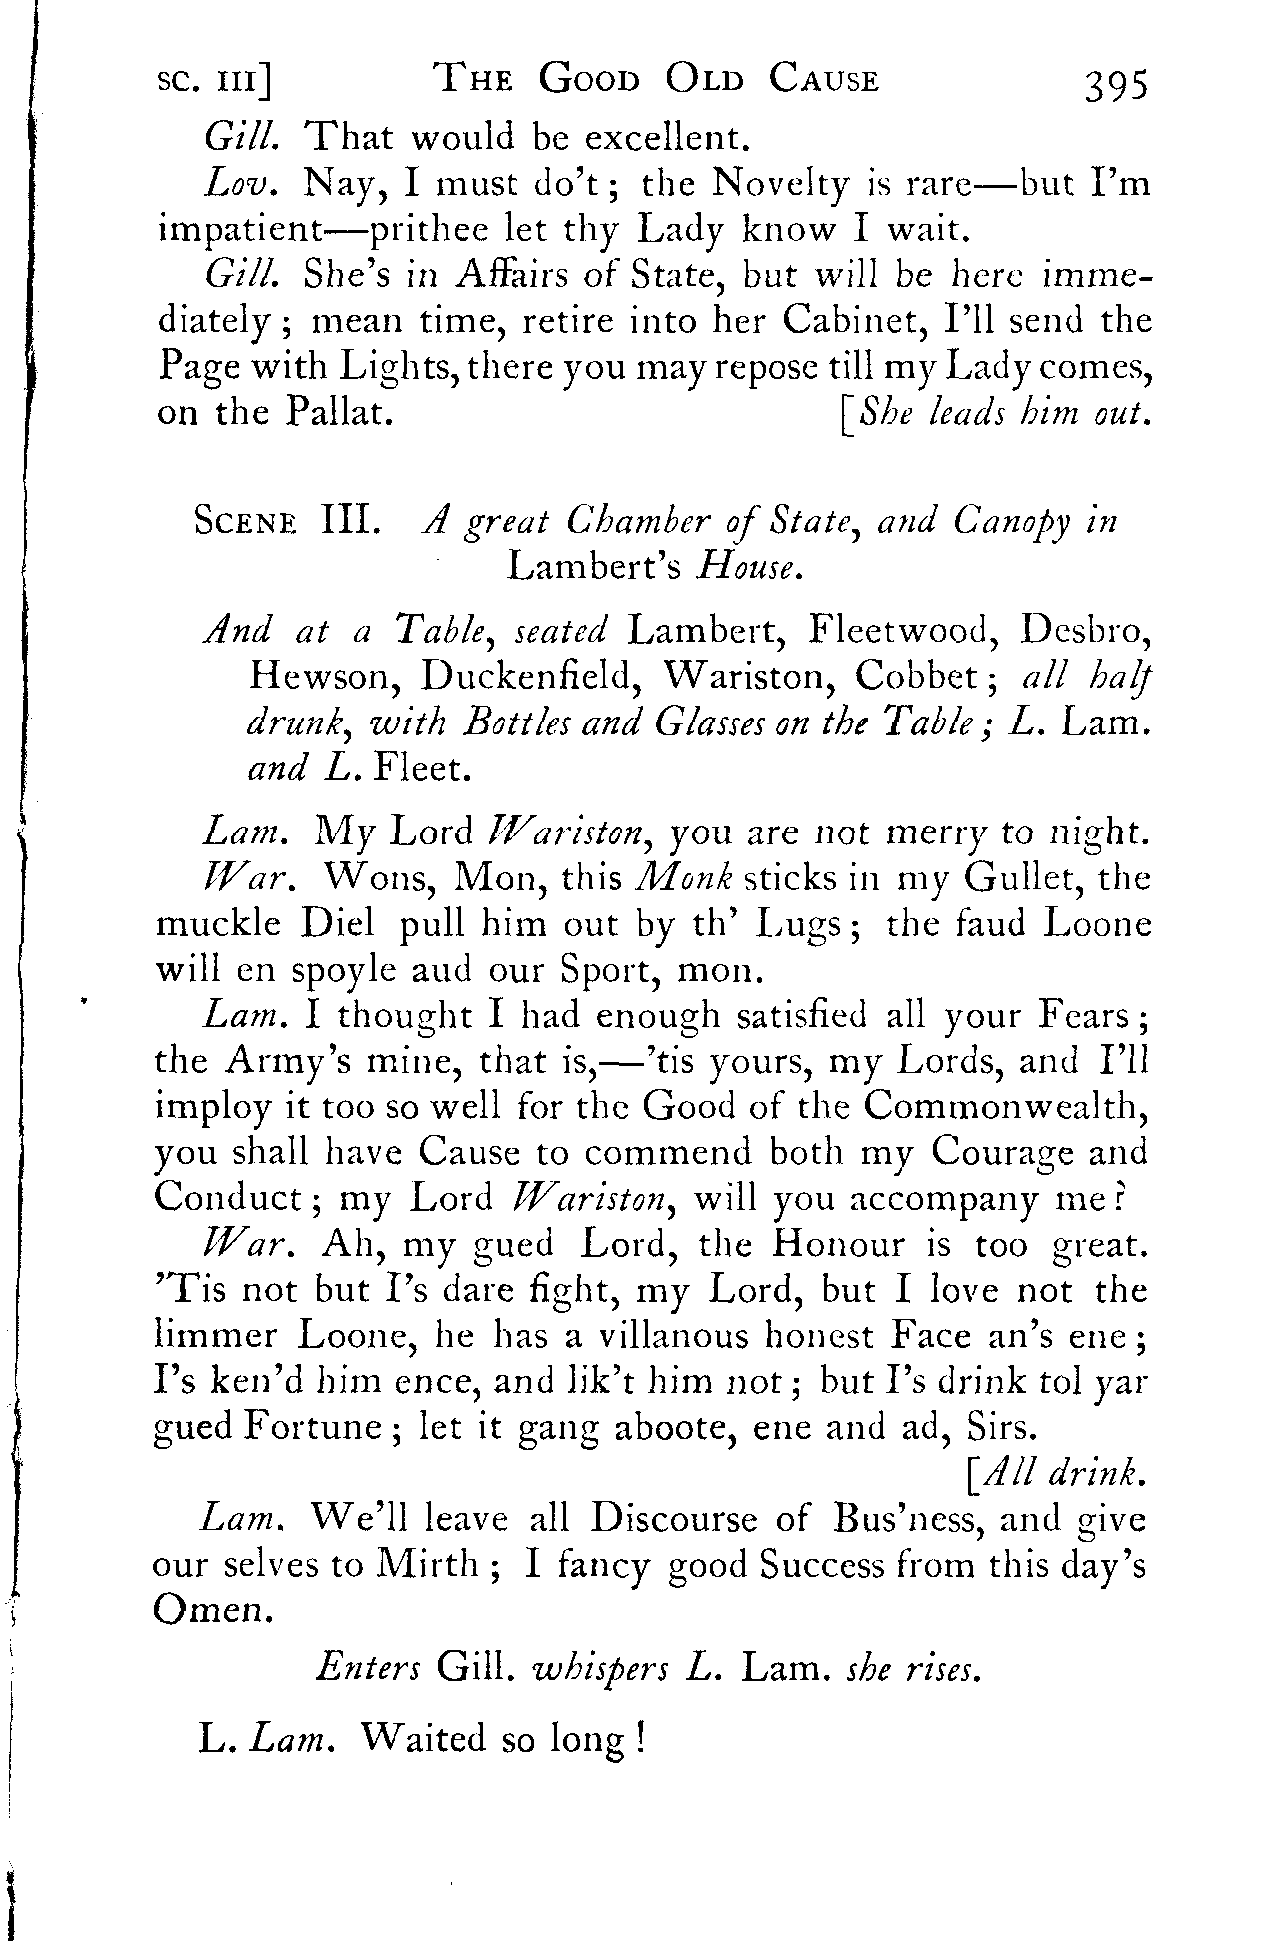 SC. III] THE GOOD OLD CAUSE 395
Gill. That would be excellent.
Lov. Nay, I must do't; the Novelty is rare—but I'm
impatient—prithee let thy Lady know I wait.
Gill. She's in Affairs of State, but will be here imme-
diately; mean time, retire into her Cabinet, I'll send the
Page with Lights, there you may repose till my Lady comes,
on the Pallat. [She leads him out.
SCENE III. A great Chamber of State, and Canopy in
Lambert's House.
And at a Table, seated Lambert, Fleetwood, Desbro,
Hewson, Duckenfield, Wariston, Cobbet; all half
drunk, with Bottles and Glasses on the Table; L. Lam.
and L. Fleet.
Lam. My Lord Wariston, you are not merry to night.
War. Wons, Mon, this Monk sticks in my Gullet, the
muckle Diel pull him out by th' Lugs; the faud Loone
will en spoyle aud our Sport, mon.
Lam. I thought I had enough satisfied all your Fears;
the Army's mine, that is,—'tis yours, my Lords, and I'll
imploy it too so well for the Good of the Commonwealth,
you shall have Cause to commend both my Courage and
Conduct; my Lord Wariston, will you accompany me?
War. Ah, my gued Lord, the Honour is too great.
'Tis not but I's dare fight, my Lord, but I love not the
limmer Loone, he has a villanous honest Face an's ene;
I's ken'd him ence, and lik't him not; but I's drink tol yar
gued Fortune; let it gang aboote, ene and ad, Sirs.
[All drink.
Lam. We'll leave all Discourse of Bus'ness, and give
our selves to Mirth; I fancy good Success from this day's
Omen.
Enters Gill. whispers L. Lam. she rises.
L. Lam. Waited so long!